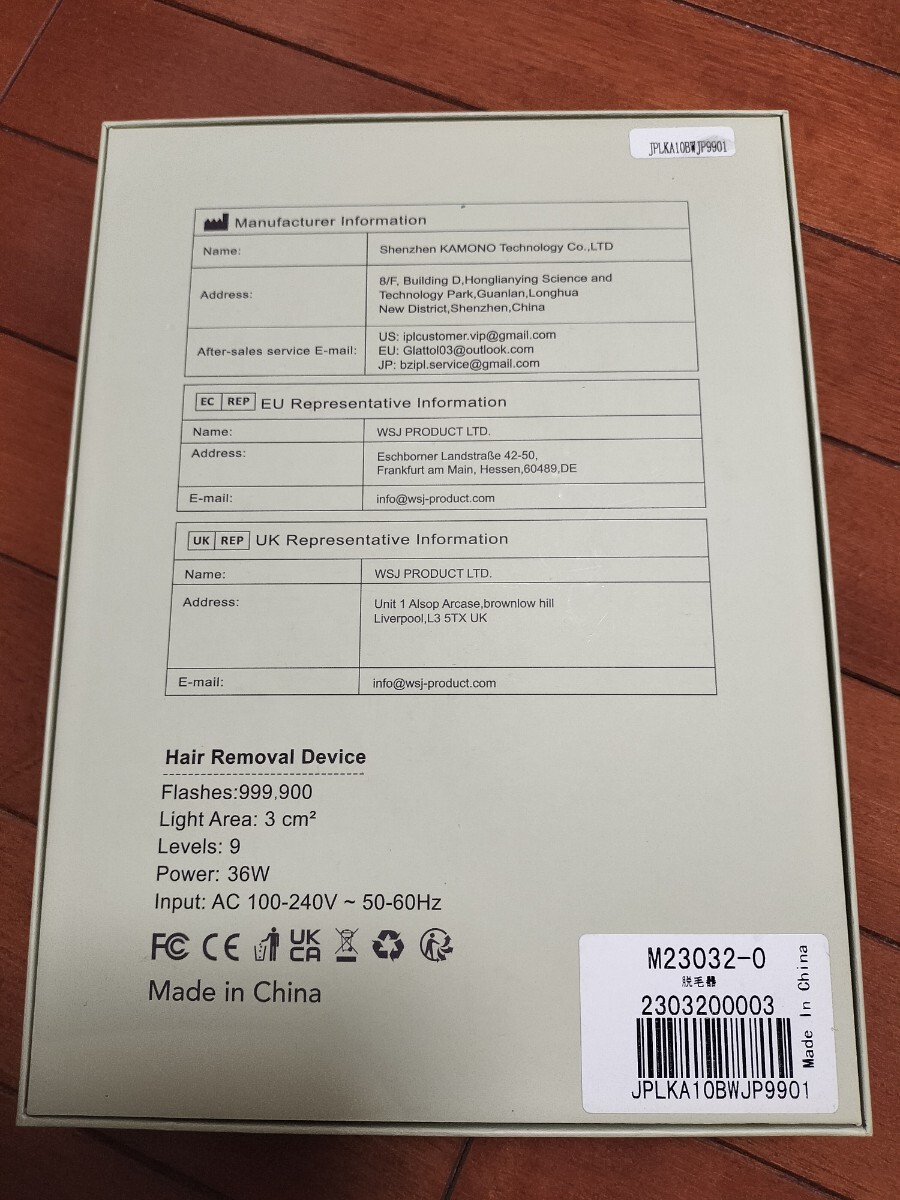 JPLKA10BWJP9901
Manufacturer Information
Name: Shenzhen KAMONO Technology Co.,LTD
Address: 8/F, Building D,Honglianying Science and
Technology Park,Guanlan,Longhua
New District,Shenzhen,China
After-sales service E-mail: US: iplcustomer.vip@gmail.com
EU: Glattol03@outlook.com
JP: bzipl.service@gmail.com
EC REP EU Representative Information
Name: WSJ PRODUCT LTD.
Address: Eschborner Landstraße 42-50,
Frankfurt am Main, Hessen,60489,DE
E-mail: info@wsj-product.com
UK REP UK Representative Information
Name: WSJ PRODUCT LTD.
Address: Unit 1 Alsop Arcase,brownlow hill
Liverpool,L3 5TX UK
E-mail: info@wsj-product.com
Hair Removal Device
Flashes:999,900
Light Area: 3 cm²
Levels: 9
Power: 36W
Input: AC 100-240V ~ 50-60Hz
FC CE UK
CA
Made in China
M23032-0
脱毛器
2303200003
JPLKA10BWJP9901
Made In China